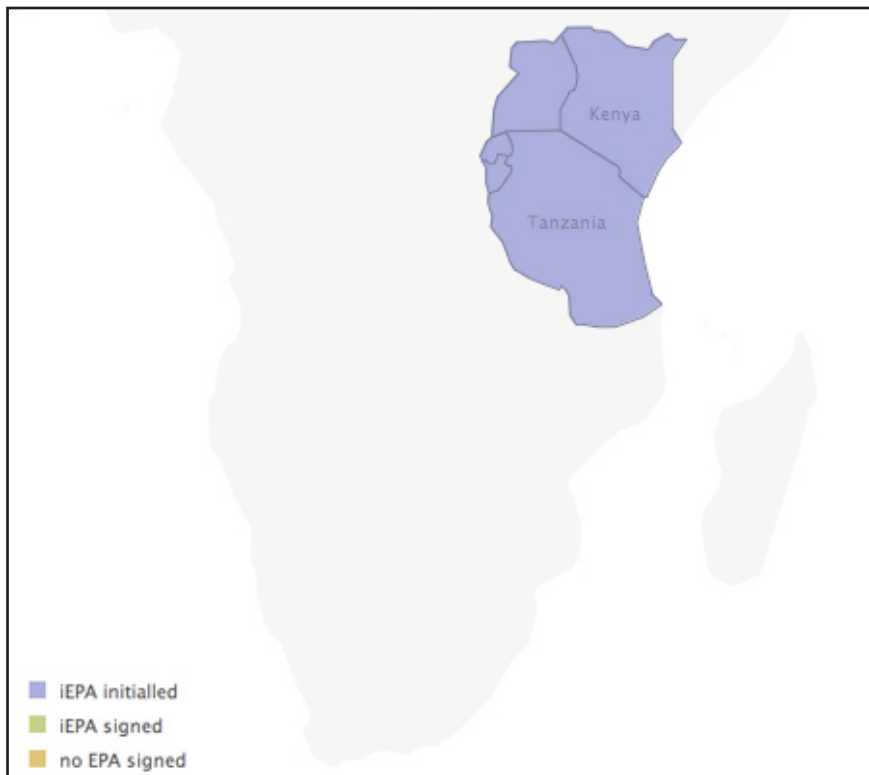 Kenya
Tanzania
iEPA initialled
iEPA signed
no EPA signed